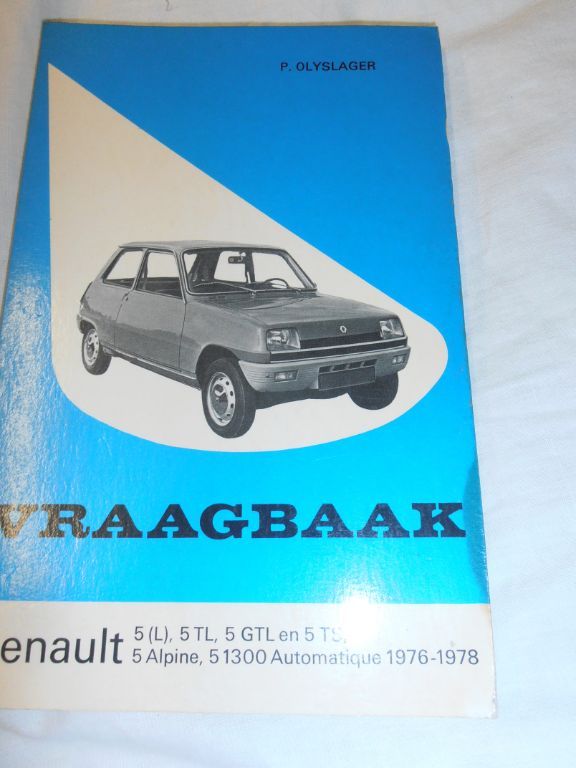 P. OLYSLAGER
VRAAGBAAK
enault 5 (L), 5 TL, 5 GTL en 5 TS,
5 Alpine, 5 1300 Automatique 1976-1978